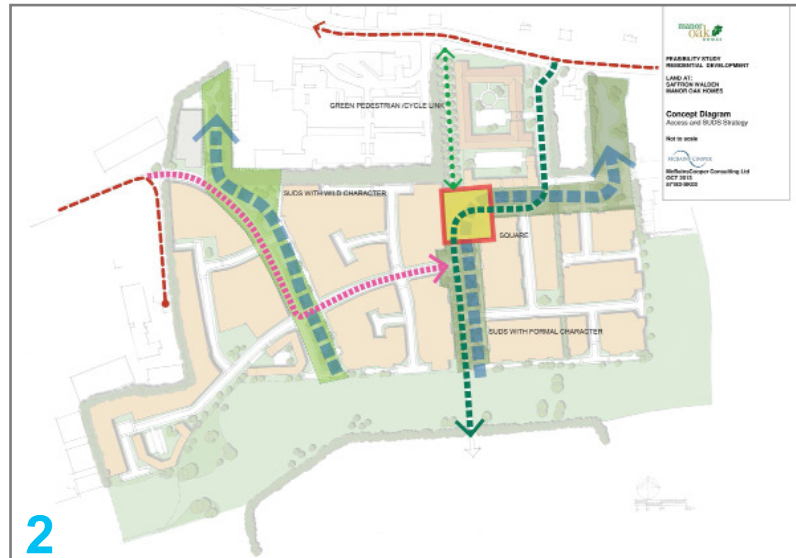 manor
oak
HOMES
FEASIBILITY STUDY
RESIDENTIAL DEVELOPMENT
LAND AT:
SAFFRON WALDEN
MANOR OAK HOMES
Concept Diagram
Access and SUDS Strategy
Not to scale
McBainsCooper Consulting Ltd
OCT 2013
GREEN PEDESTRIAN /CYCLE LINK
SUDS WITH WILD CHARACTER
SQUARE
SUDS WITH FORMAL CHARACTER
2